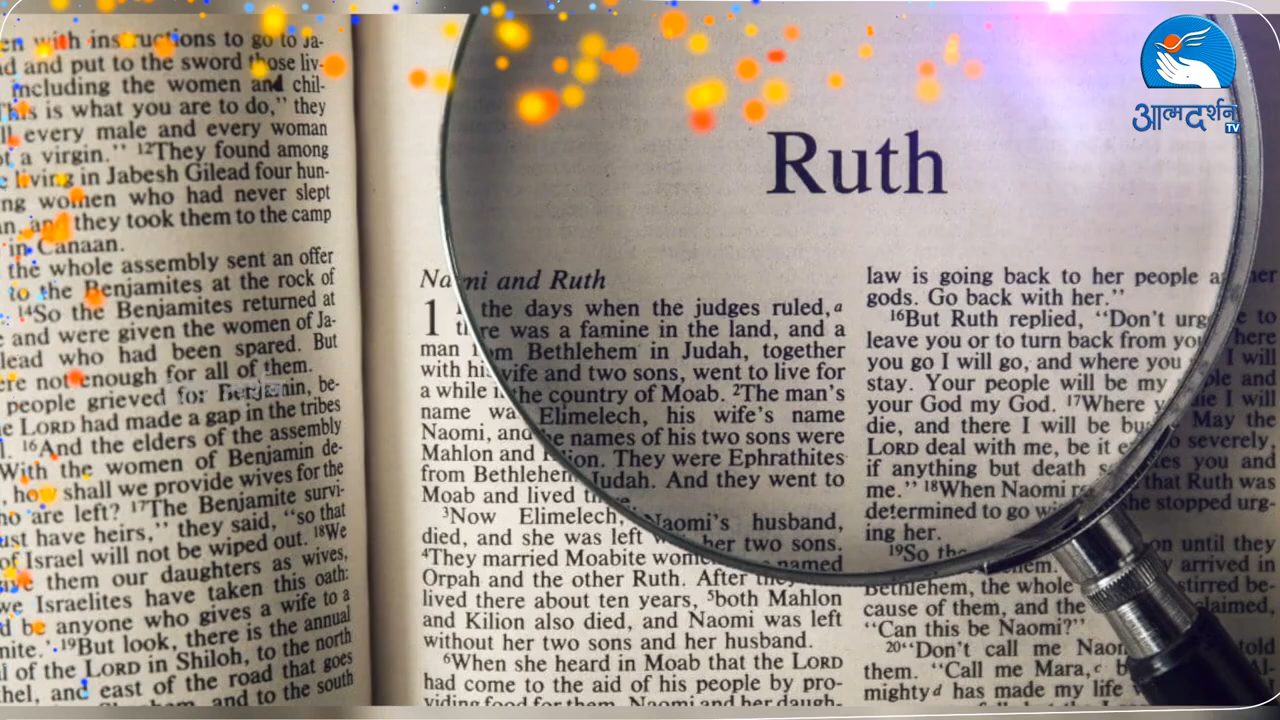 en with instructions to go to Ja-
d and put to the sword those liv-
including the women and chil-
This is what you are to do," they
ll every male and every woman
ot a virgin." 12They found among
e living in Jabesh Gilead four hun-
ng women who had never slept
an, and they took them to the camp
in Canaan.
the whole assembly sent an offer
to the Benjamites at the rock of
14So the Benjamites returned at
e and were given the women of Ja-
lead who had been spared. But
ere not enough for all of them.
people grieved for Benjamin, be-
e LORD had made a gap in the tribes
l. 16And the elders of the assembly
With the women of Benjamin de-
, how shall we provide wives for the
ho are left? 17The Benjamite survi-
ust have heirs," they said, "so that
of Israel will not be wiped out. 18We
ve them our daughters as wives,
we Israelites have taken this oath:
d be anyone who gives a wife to a
nite.' 19But look, there is the annual
l of the LORD in Shiloh, to the north
hel, and east of the road that goes
and to the south
Ruth
Naomi and Ruth
1 In the days when the judges ruled,a
there was a famine in the land, and a
man from Bethlehem in Judah, together
with his wife and two sons, went to live for
a while in the country of Moab. 2The man's
name was Elimelech, his wife's name
Naomi, and the names of his two sons were
Mahlon and Kilion. They were Ephrathites
from Bethlehem, Judah. And they went to
Moab and lived there.
3Now Elimelech, Naomi's husband,
died, and she was left with her two sons.
4They married Moabite women, named
Orpah and the other Ruth. After they
lived there about ten years, 5both Mahlon
and Kilion also died, and Naomi was left
without her two sons and her husband.
6When she heard in Moab that the LORD
had come to the aid of his people by pro-
viding food for them, Naomi and her daugh-
law is going back to her people and her
gods. Go back with her."
16But Ruth replied, "Don't urge me to
leave you or to turn back from you. Where
you go I will go, and where you I will
stay. Your people will be my people and
your God my God. 17Where you die I will
die, and there I will be buried. May the
LORD deal with me, be it ever so severely,
if anything but death separates you and
me." 18When Naomi realized that Ruth was
determined to go with she stopped urg-
ing her.
19So the on until they
Bethlehem, the whole stirred be-
cause of them, and the exclaimed,
"Can this be Naomi?"
20"Don't call me Naomi, told
them. "Call me Mara,c b Al-
mightyd has made my life
आत्मदर्शन
TV